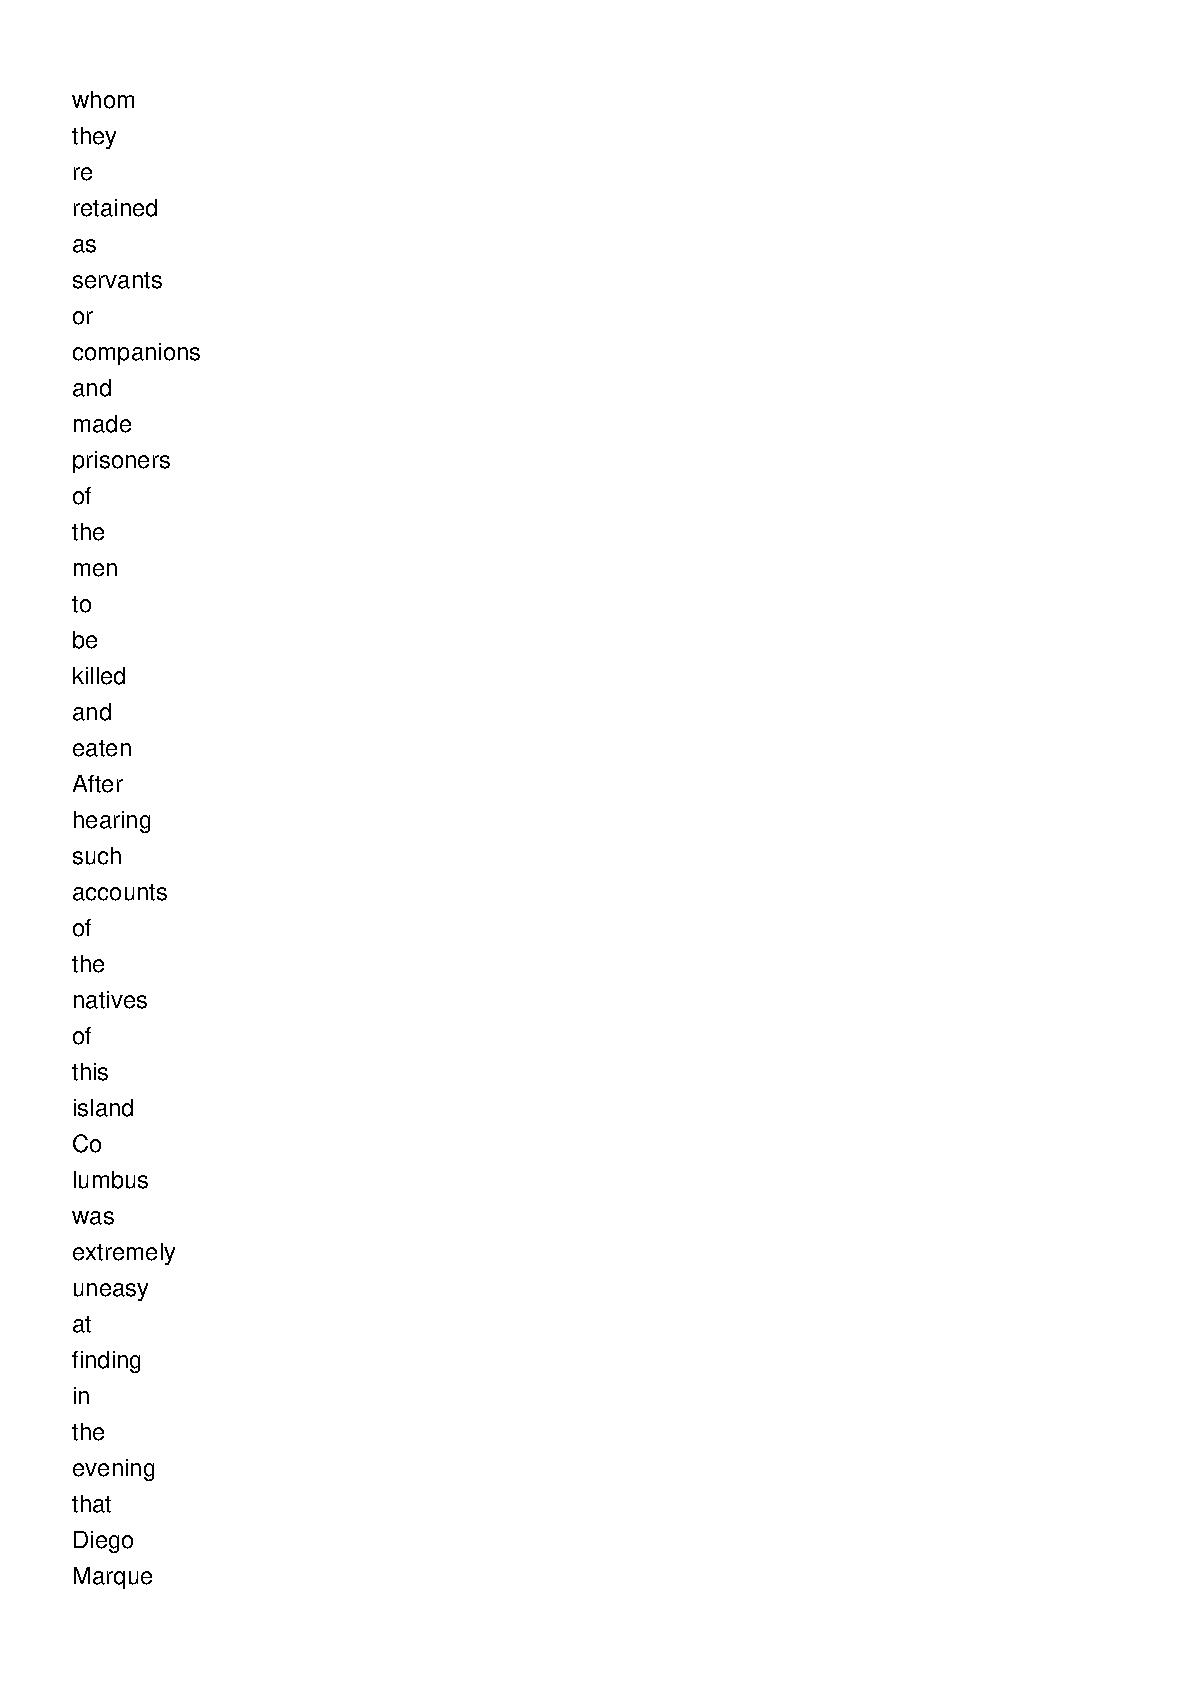 whom
they
re
retained
as
servants
or
companions
and
made
prisoners
of
the
men
to
be
killed
and
eaten
After
hearing
such
accounts
of
the
natives
of
this
island
Co
lumbus
was
extremely
uneasy
at
finding
in
the
evening
that
Diego
Marque